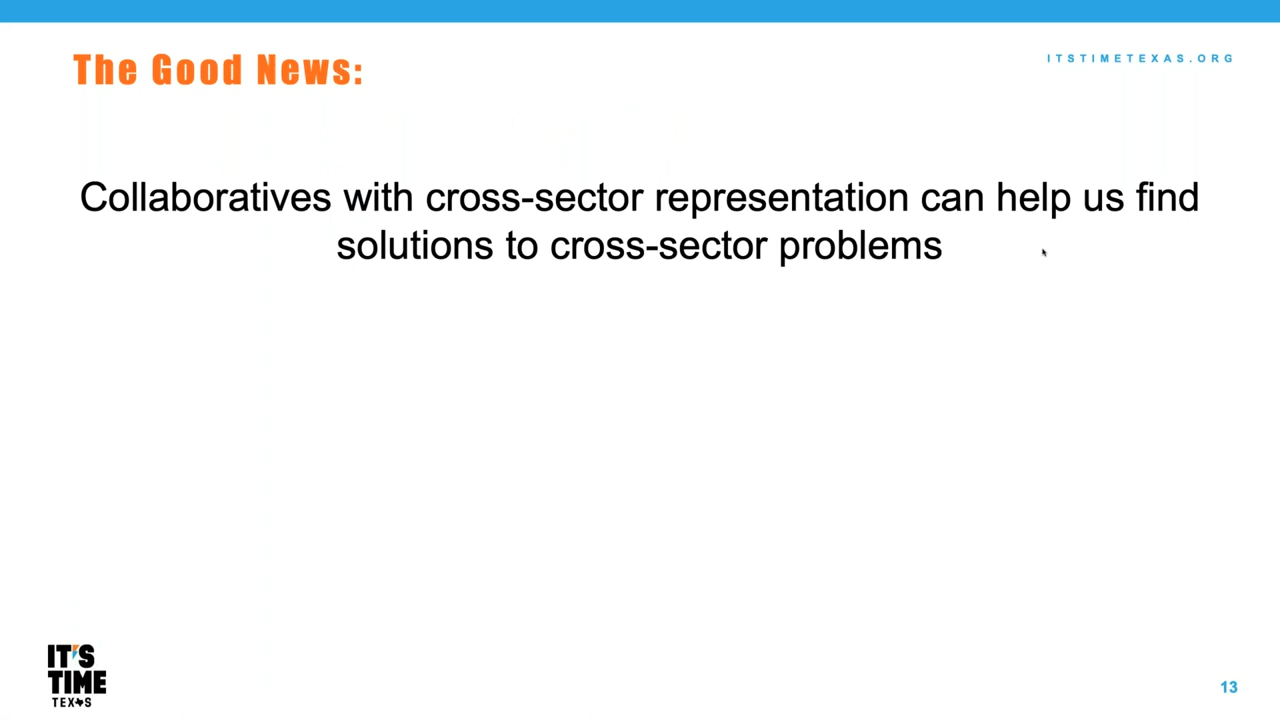 The Good News:
ITSTIMETEXAS.ORG
Collaboratives with cross-sector representation can help us find
solutions to cross-sector problems
IT'S
TIME
TEXAS
13